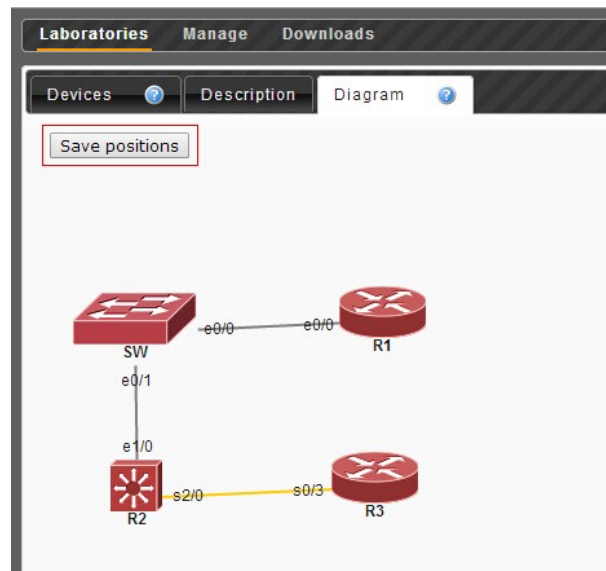 Laboratories Manage Downloads
Devices ? Description Diagram ?
Save positions
e0/0 e0/0
SW R1
e0/1
e1/0
s2/0 s0/3
R2 R3